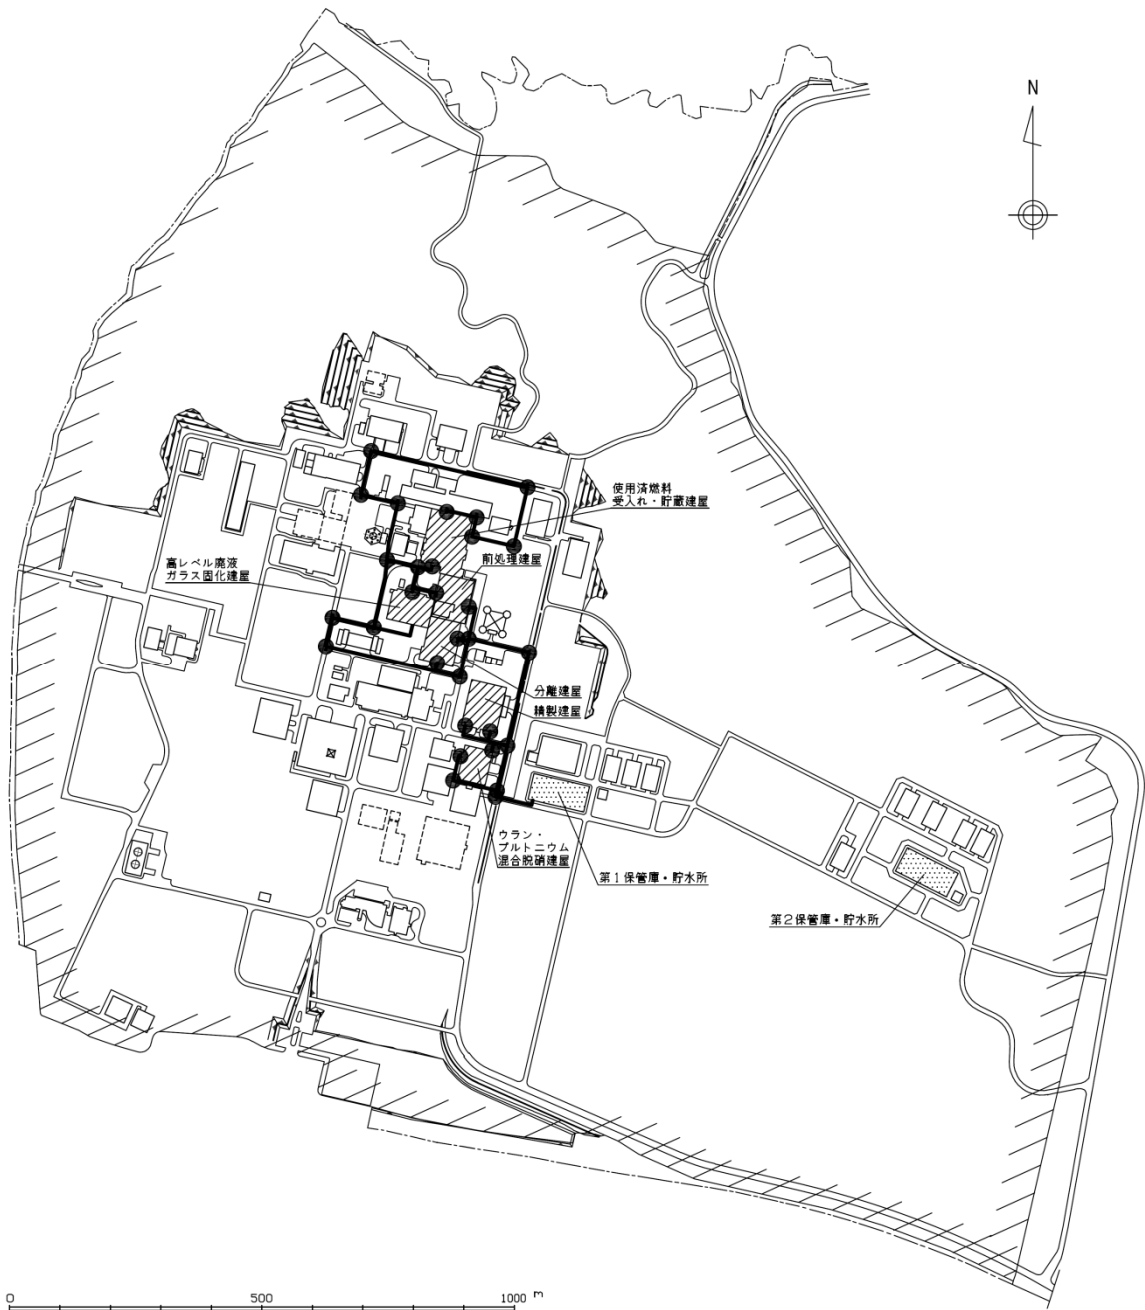 N
使用済燃料
受入れ・貯蔵建屋
前処理建屋
高レベル廃液
ガラス固化建屋
分離建屋
精製建屋
ウラン・
プルトニウム
混合脱硝建屋
第1保管庫・貯水所
第2保管庫・貯水所
0 500 1000 m